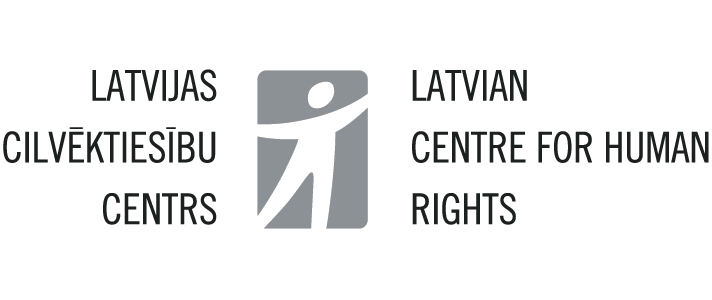 LATVIJAS
CILVĒKTIESĪBU
CENTRS
LATVIAN
CENTRE FOR HUMAN
RIGHTS